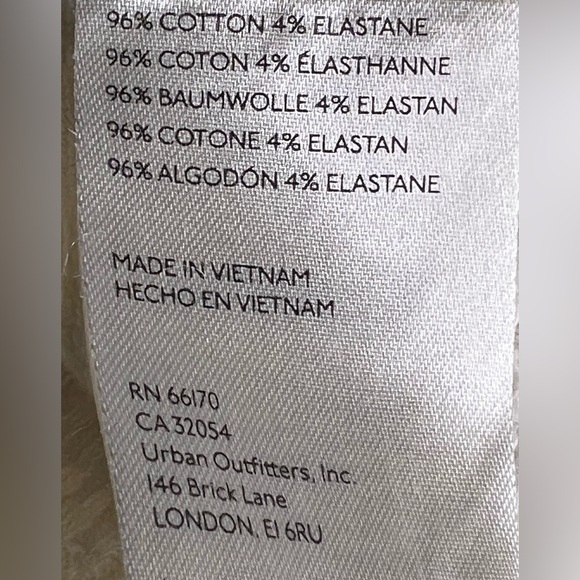 96% COTTON 4% ELASTANE
96% COTON 4% ÉLASTHANNE
96% BAUMWOLLE 4% ELASTAN
96% COTONE 4% ELASTAN
96% ALGODÓN 4% ELASTANE
MADE IN VIETNAM
HECHO EN VIETNAM
RN 66170
CA 32054
Urban Outfitters, Inc.
146 Brick Lane
LONDON. E1 6RU